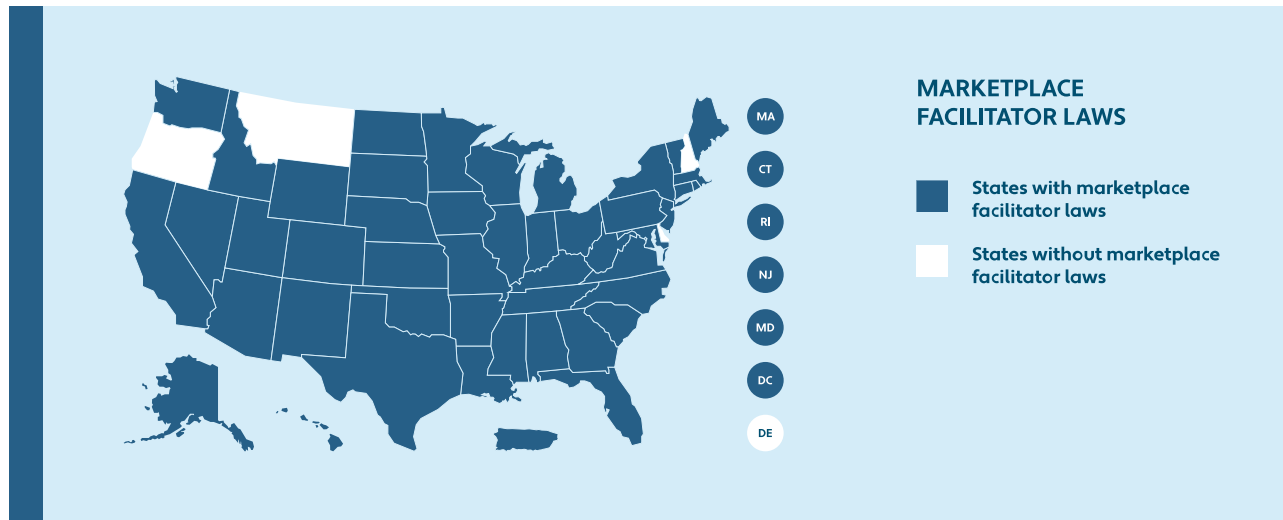 MARKETPLACE
FACILITATOR LAWS
States with marketplace
facilitator laws
States without marketplace
facilitator laws
MA
CT
RI
NJ
MD
DC
DE